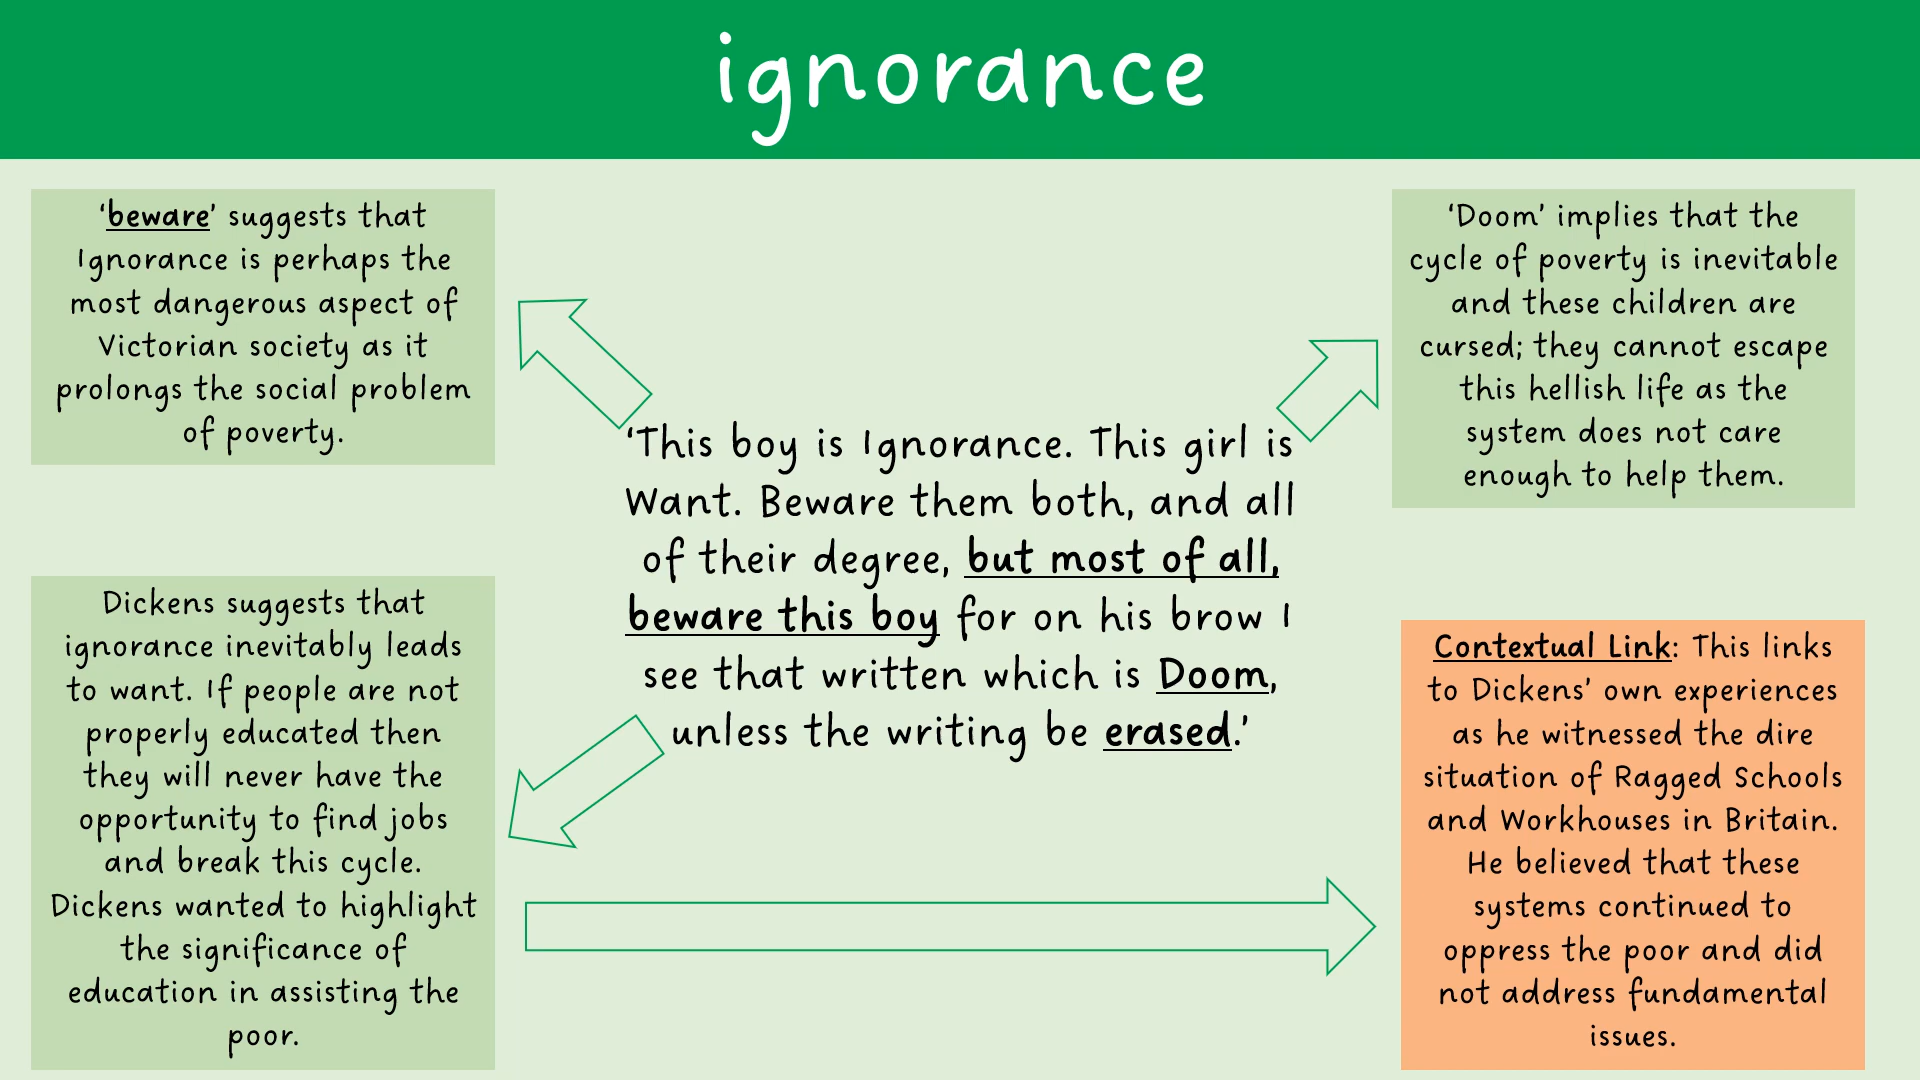 ignorance
‘beware’ suggests that
Ignorance is perhaps the
most dangerous aspect of
Victorian society as it
prolongs the social problem
of poverty.
‘Doom’ implies that the
cycle of poverty is inevitable
and these children are
cursed; they cannot escape
this hellish life as the
system does not care
enough to help them.
‘This boy is Ignorance. This girl is
Want. Beware them both, and all
of their degree, but most of all,
beware this boy for on his brow I
see that written which is Doom,
unless the writing be erased.’
Dickens suggests that
ignorance inevitably leads
to want. If people are not
properly educated then
they will never have the
opportunity to find jobs
and break this cycle.
Dickens wanted to highlight
the significance of
education in assisting the
poor.
Contextual Link: This links
to Dickens’ own experiences
as he witnessed the dire
situation of Ragged Schools
and Workhouses in Britain.
He believed that these
systems continued to
oppress the poor and did
not address fundamental
issues.